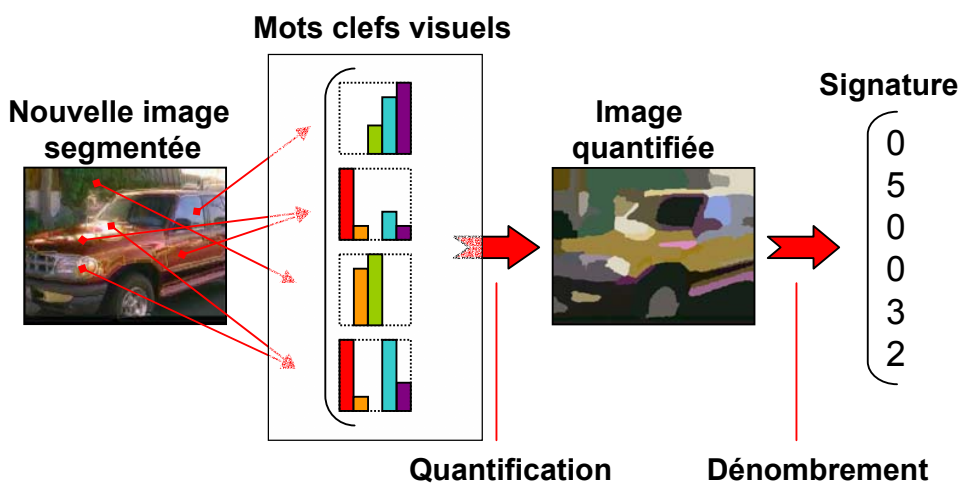 Mots clefs visuels
Nouvelle image
segmentée
Image
quantifiée
Signature
0
5
0
0
3
2
Quantification
Dénombrement